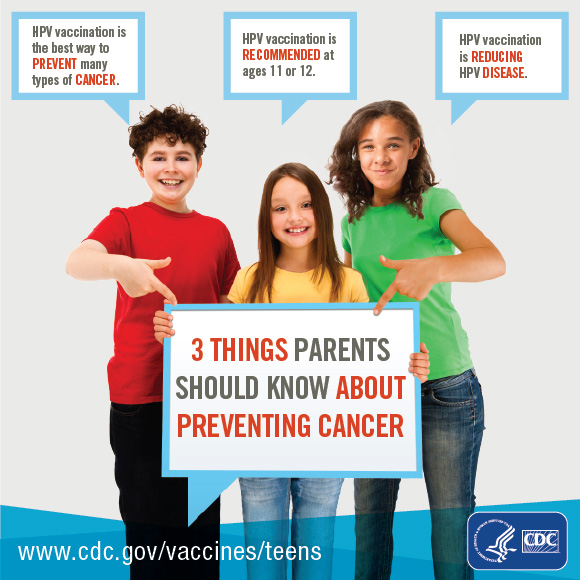 HPV vaccination is
the best way to
PREVENT many
types of CANCER.
HPV vaccination is
RECOMMENDED at
ages 11 or 12.
HPV vaccination
is REDUCING
HPV DISEASE.
3 THINGS PARENTS
SHOULD KNOW ABOUT
PREVENTING CANCER
www.cdc.gov/vaccines/teens
CDC